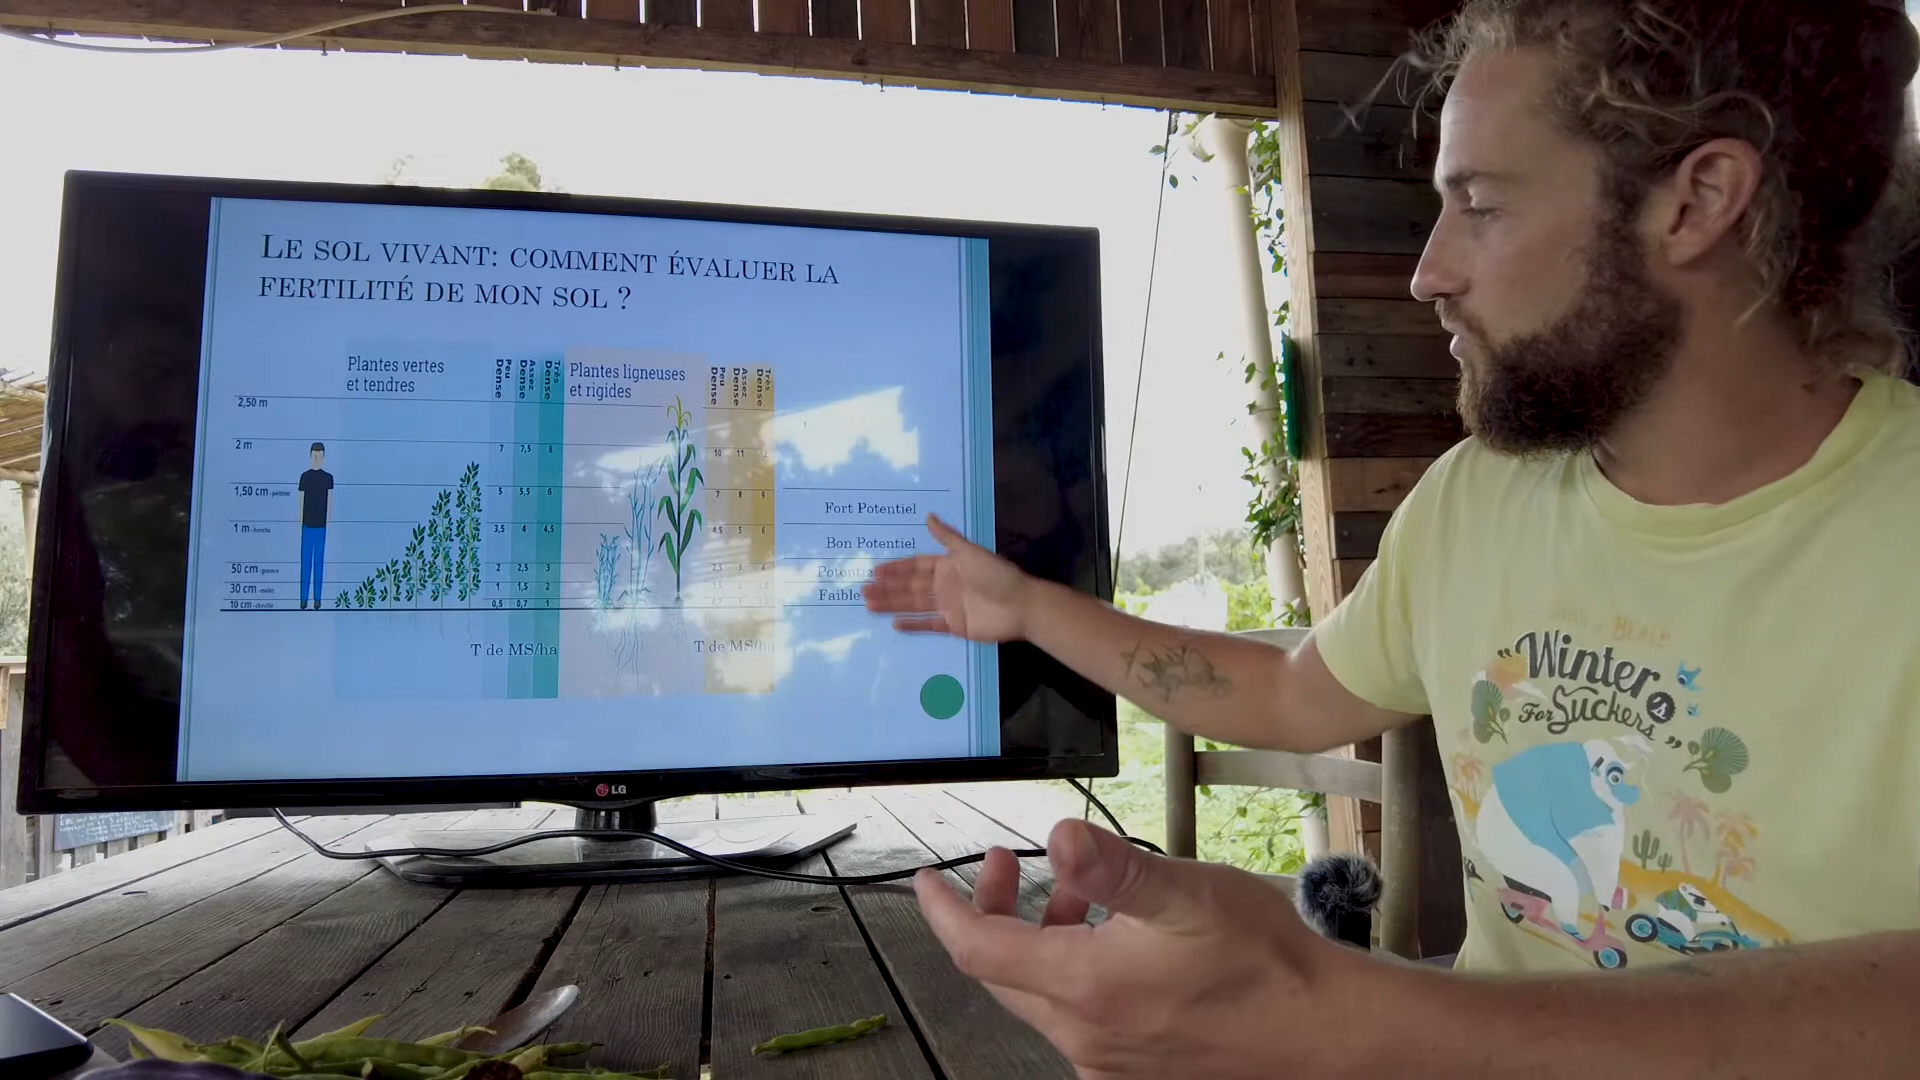 LE SOL VIVANT: COMMENT ÉVALUER LA
FERTILITÉ DE MON SOL ?
Plantes vertes
et tendres
Peu
Dense
Assez
Dense
Très
Dense
Plantes ligneuses
et rigides
Peu
Dense
Assez
Dense
Très
Dense
2,50 m
2 m
7 7,5 8
10 11
1,50 cm
5 5,5 6
7 8 9
Fort Potentiel
1 m
3,5 4 4,5
4,5 5 6
Bon Potentiel
50 cm
2 2,5 3
2,5 3 4
30 cm
1 1,5 2
Faible
10 cm
0,5 0,7 1
T de MS/ha
T de MS/ha
LG
"Winter's
For Suckers"